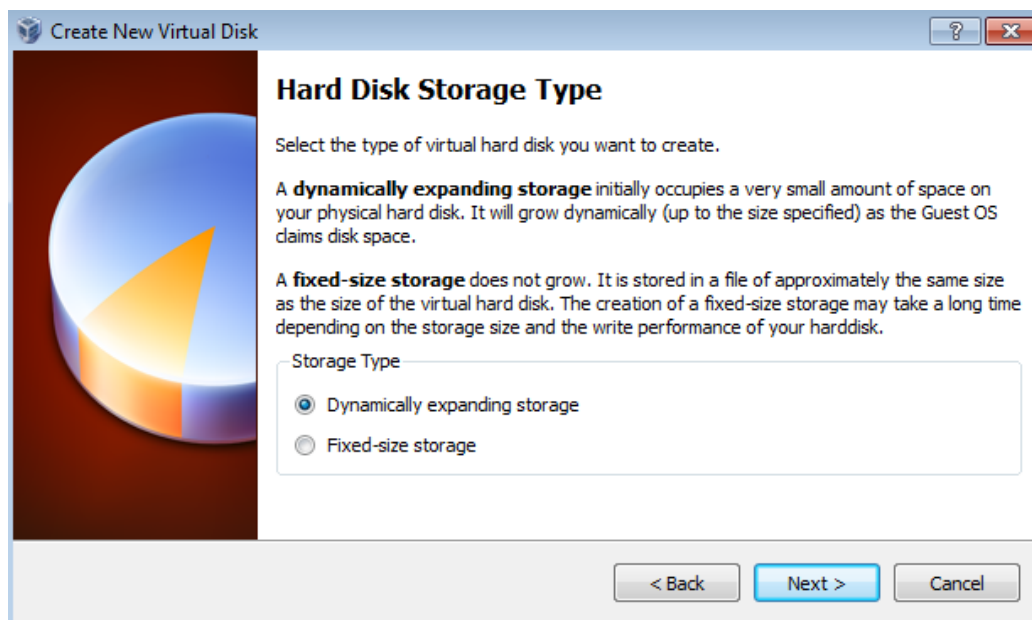 Create New Virtual Disk
Hard Disk Storage Type
Select the type of virtual hard disk you want to create.
A dynamically expanding storage initially occupies a very small amount of space on
your physical hard disk. It will grow dynamically (up to the size specified) as the Guest OS
claims disk space.
A fixed-size storage does not grow. It is stored in a file of approximately the same size
as the size of the virtual hard disk. The creation of a fixed-size storage may take a long time
depending on the storage size and the write performance of your harddisk.
Storage Type
Dynamically expanding storage
Fixed-size storage
< Back Next > Cancel